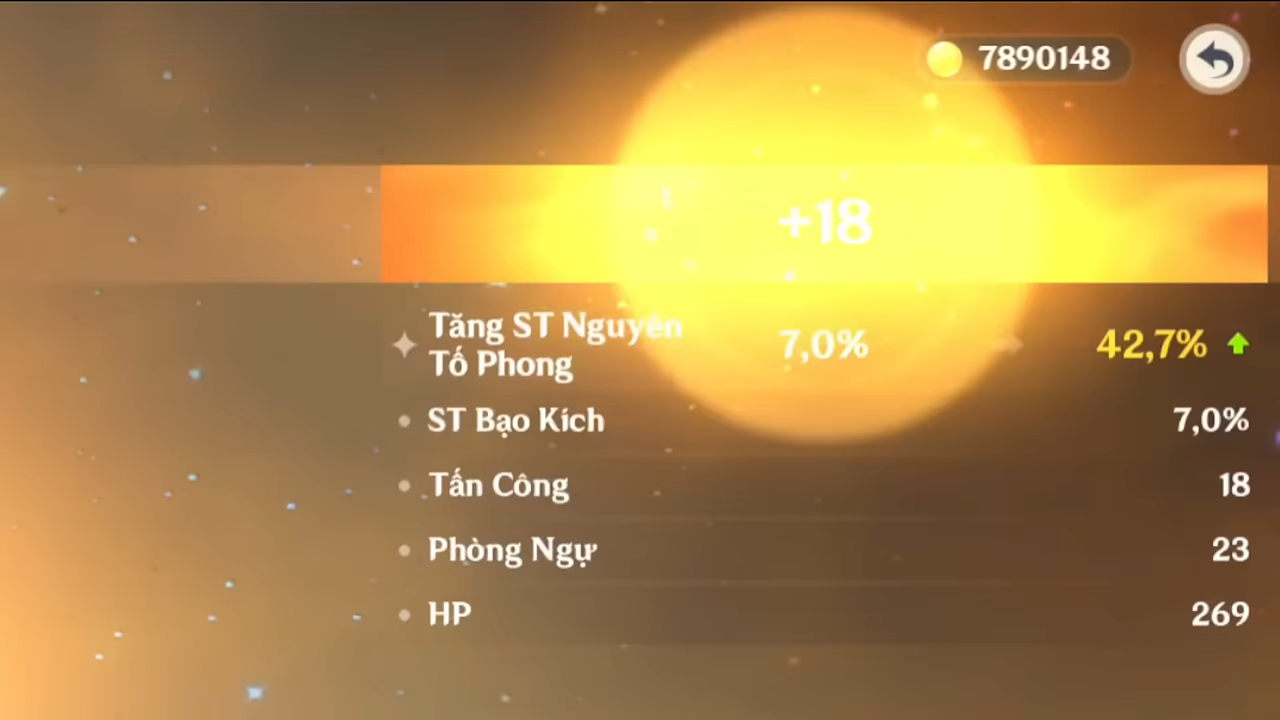 7890148
+18
Tăng ST Nguyên
Tố Phong
7,0%
42,7%
ST Bạo Kích
7,0%
Tấn Công
18
Phòng Ngự
23
HP
269